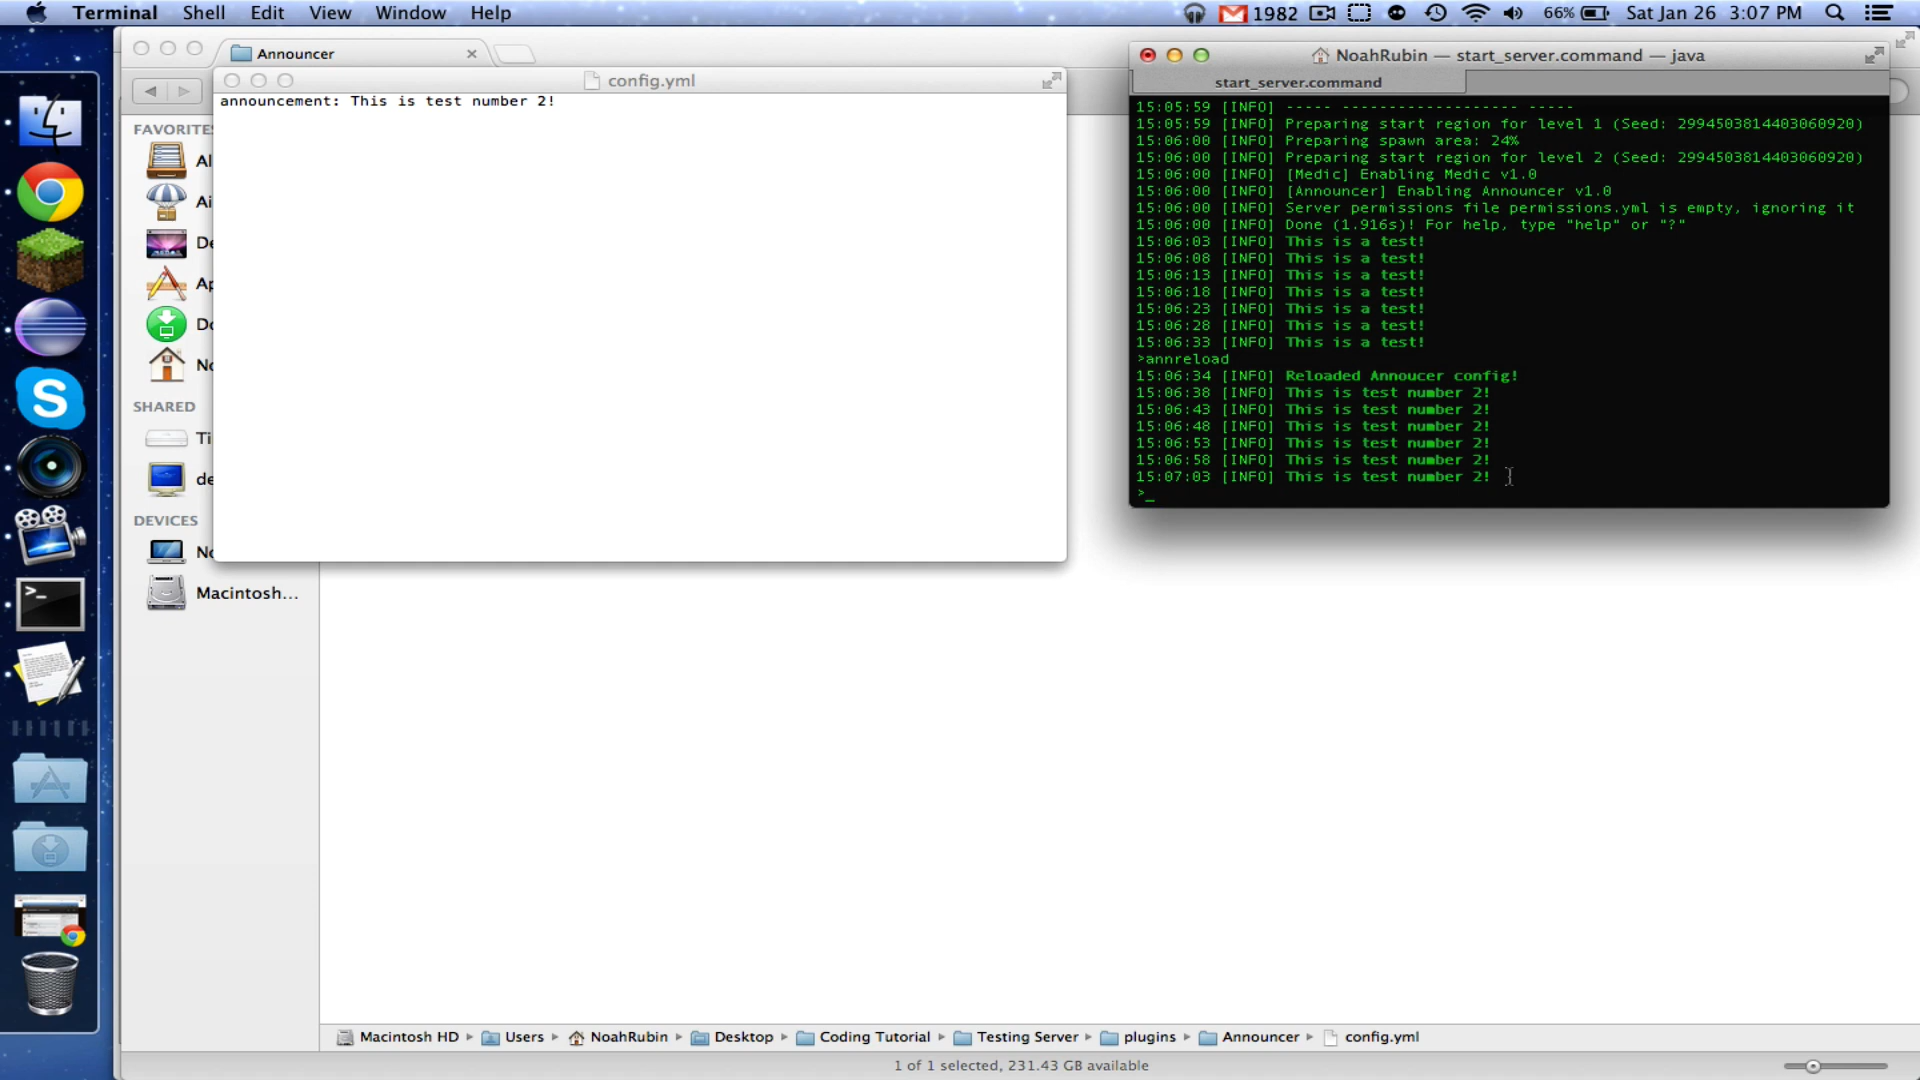 Terminal Shell Edit View Window Help
1982 66% Sat Jan 26 3:07 PM
Announcer
config.yml
announcement: This is test number 2!
FAVORITES
SHARED
DEVICES
Macintosh...
NoahRubin — start_server.command — java
start_server.command
15:05:59 [INFO] ----- ------------------- -----
15:05:59 [INFO] Preparing start region for level 1 (Seed: 2994503814403060920)
15:06:00 [INFO] Preparing spawn area: 24%
15:06:00 [INFO] Preparing start region for level 2 (Seed: 2994503814403060920)
15:06:00 [INFO] [Medic] Enabling Medic v1.0
15:06:00 [INFO] [Announcer] Enabling Announcer v1.0
15:06:00 [INFO] Server permissions file permissions.yml is empty, ignoring it
15:06:00 [INFO] Done (1.916s)! For help, type "help" or "?"
15:06:03 [INFO] This is a test!
15:06:08 [INFO] This is a test!
15:06:13 [INFO] This is a test!
15:06:18 [INFO] This is a test!
15:06:23 [INFO] This is a test!
15:06:28 [INFO] This is a test!
15:06:33 [INFO] This is a test!
>annreload
15:06:34 [INFO] Reloaded Annoucer config!
15:06:38 [INFO] This is test number 2!
15:06:43 [INFO] This is test number 2!
15:06:48 [INFO] This is test number 2!
15:06:53 [INFO] This is test number 2!
15:06:58 [INFO] This is test number 2!
15:07:03 [INFO] This is test number 2!
>_
Macintosh HD ▸ Users ▸ NoahRubin ▸ Desktop ▸ Coding Tutorial ▸ Testing Server ▸ plugins ▸ Announcer ▸ config.yml
1 of 1 selected, 231.43 GB available